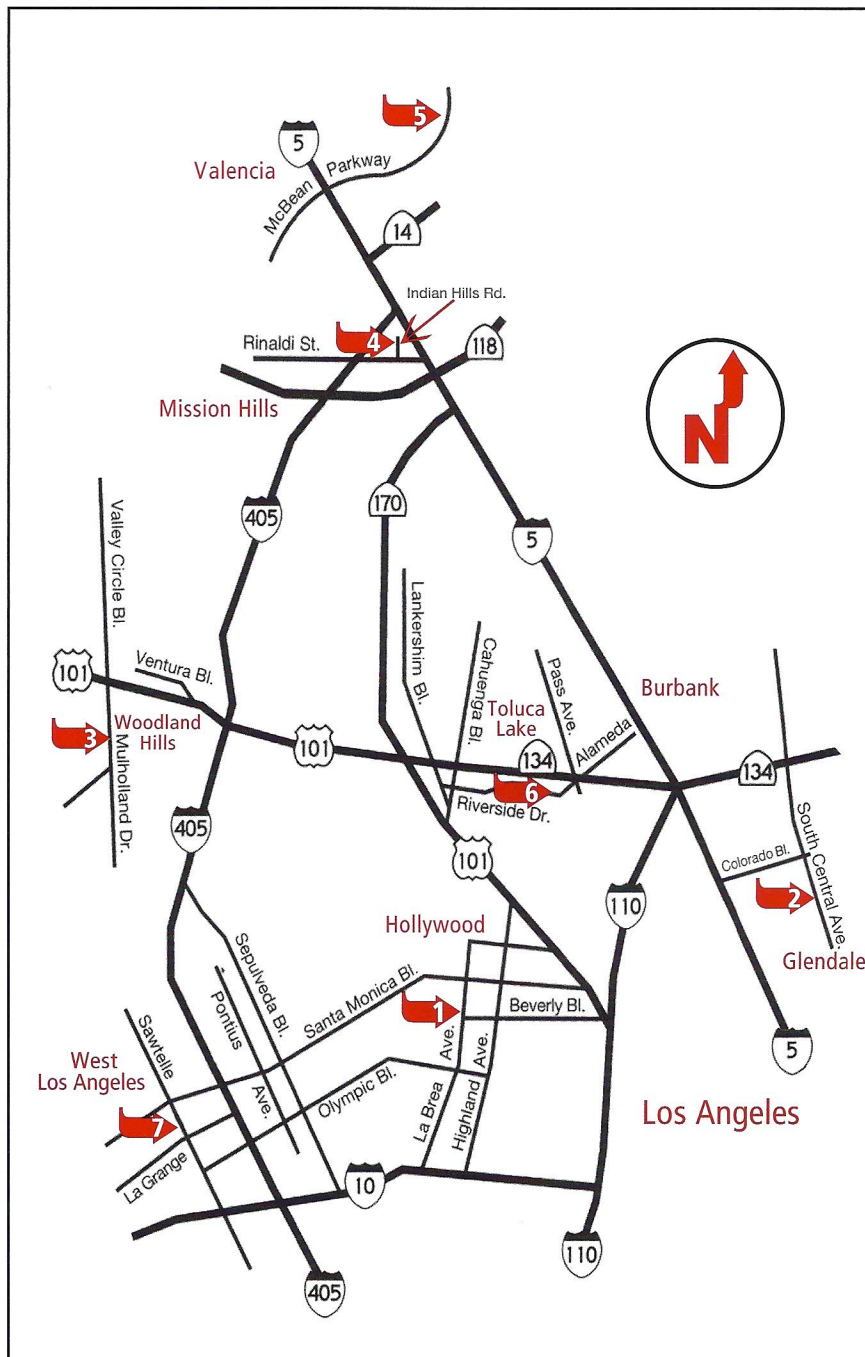 5
5
Valencia
McBean Parkway
14
Indian Hills Rd.
Rinaldi St.
4
118
Mission Hills
N
405
170
5
Valley Circle Bl.
Lankershim Bl.
Cahuenga Bl.
Pass Ave.
101
Ventura Bl.
Burbank
Toluca
Lake
Alameda
3
Woodland
Hills
101
134
134
6
Riverside Dr.
Mulholland Dr.
405
South Central Ave.
Colorado Bl.
101
2
110
Hollywood
Glendale
Sepulveda Bl.
Pontius Ave.
Santa Monica Bl.
1
Beverly Bl.
Sawtelle
La Brea Ave.
Highland Ave.
5
West
Los Angeles
Olympic Bl.
Los Angeles
7
La Grange
10
110
405